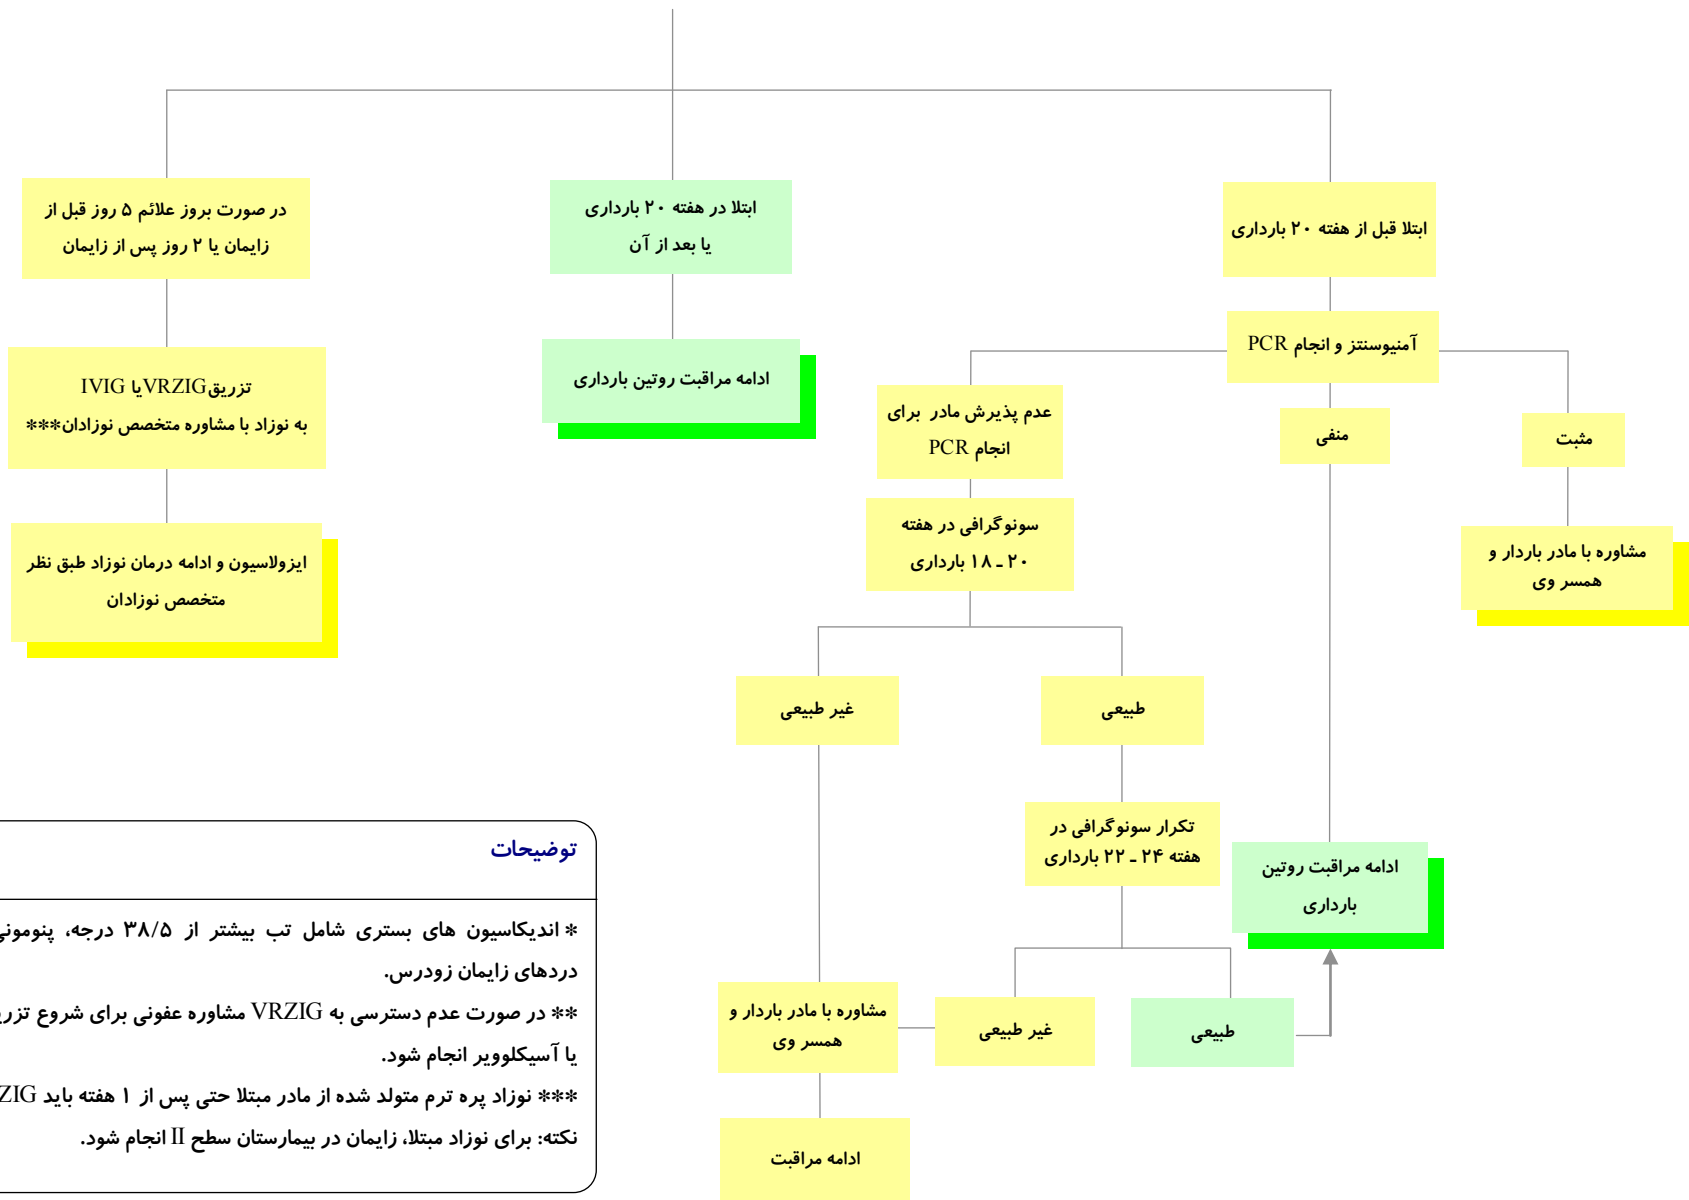 ابتلا قبل از هفته ۲۰ بارداری
ابتلا در هفته ۲۰ بارداری
یا بعد از آن
در صورت بروز علائم ۵ روز قبل از
زایمان یا ۲ روز پس از زایمان
آمنیوسنتز و انجام PCR
ادامه مراقبت روتین بارداری
تزریقVRZIGیا IVIG
به نوزاد با مشاوره متخصص نوزادان***
مثبت
منفی
عدم پذیرش مادر برای
انجام PCR
مشاوره با مادر باردار و
همسر وی
سونوگرافی در هفته
۲۰ ـ ۱۸ بارداری
ایزولاسیون و ادامه درمان نوزاد طبق نظر
متخصص نوزادان
طبیعی
غیر طبیعی
تکرار سونوگرافی در
هفته ۲۴ ـ ۲۲ بارداری
ادامه مراقبت روتین
بارداری
طبیعی
غیر طبیعی
مشاوره با مادر باردار و
همسر وی
ادامه مراقبت
توضیحات
* اندیکاسیون های بستری شامل تب بیشتر از ۳۸/۵ درجه،
دردهای زایمان زودرس.
** در صورت عدم دسترسی به VRZIG مشاوره عفونی برای شروع
یا آسیکلوویر انجام شود.
*** نوزاد پره ترم متولد شده از مادر مبتلا حتی پس از ۱ هفته باید
نکته: برای نوزاد مبتلا، زایمان در بیمارستان سطح II انجام شود.